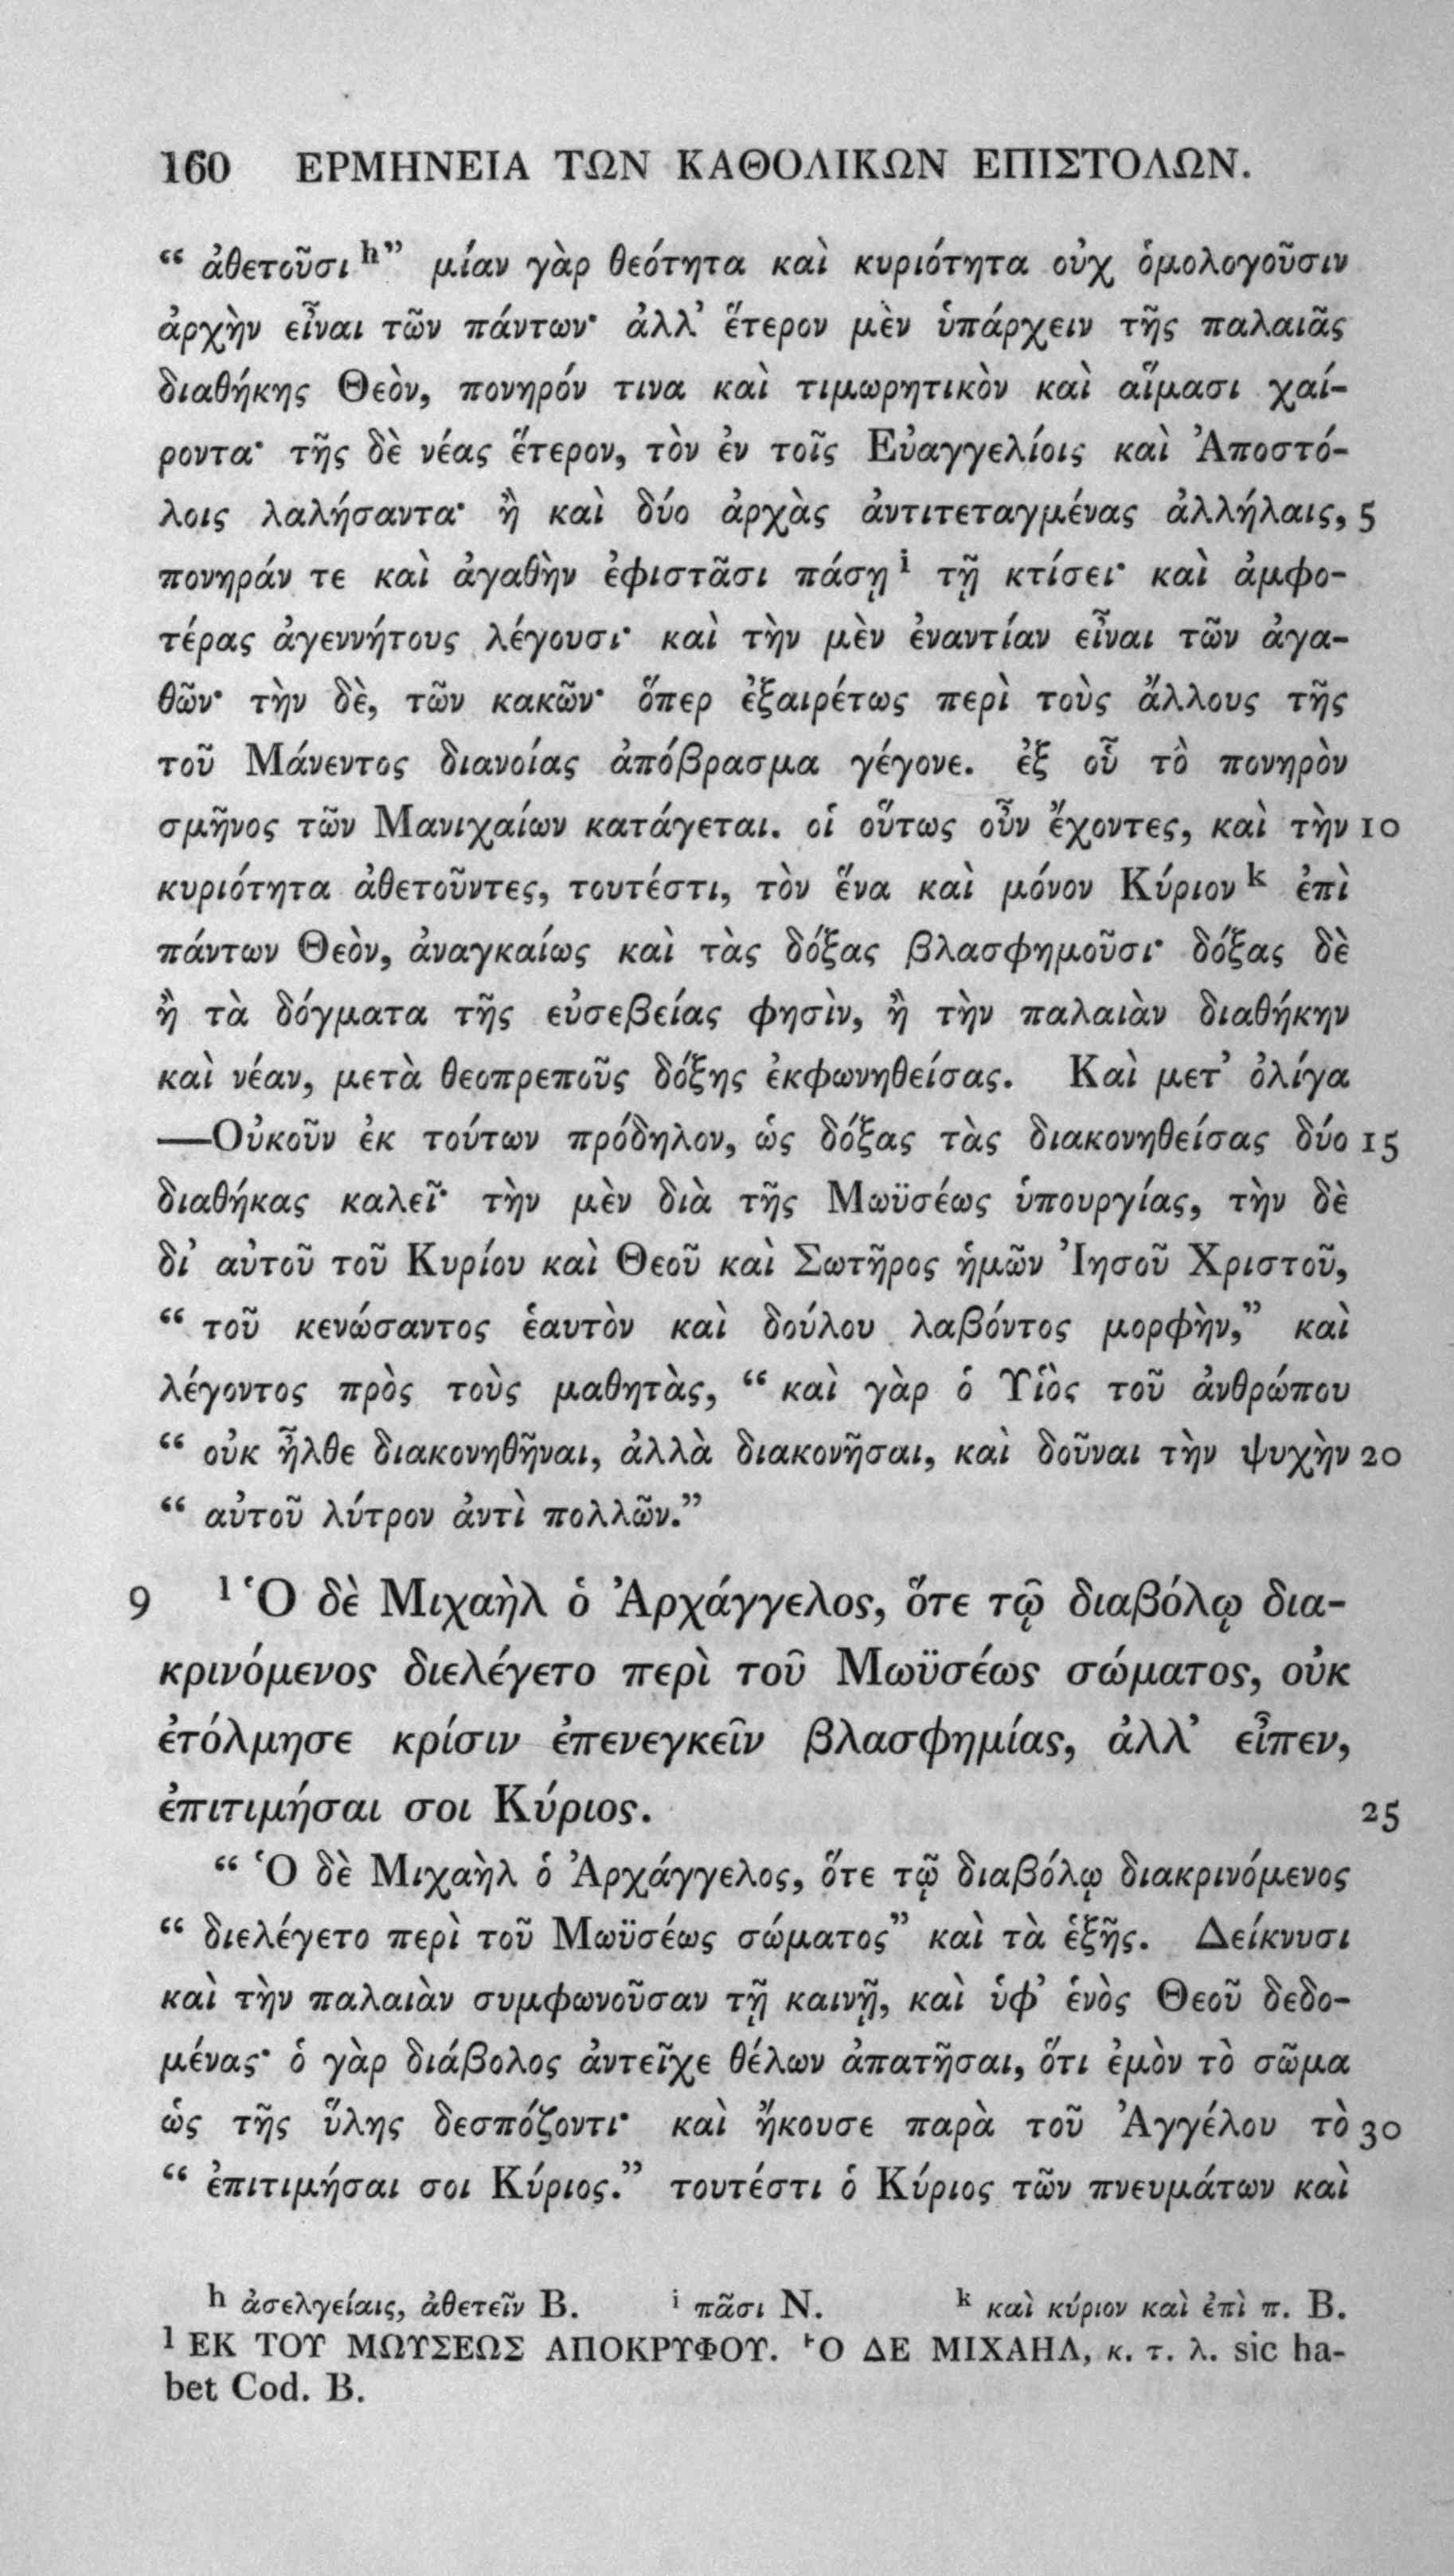 160 ΕΡΜΗΝΕΙΑ ΤΩΝ ΚΑΘΟΛΙΚΩΝ ΕΠΙΣΤΟΛΩΝ.
“ ἀθετοῦσι h” μίαν γὰρ θεότητα καὶ κυριότητα οὐχ ὁμολογοῦσιν
ἀρχὴν εἶναι τῶν πάντων· ἀλλ’ ἕτερον μὲν ὑπάρχειν τῆς παλαιᾶς
διαθήκης Θεὸν, πονηρόν τινα καὶ τιμωρητικὸν καὶ αἵμασι χαί-
ροντα· τῆς δὲ νέας ἕτερον, τὸν ἐν τοῖς Εὐαγγελίοις καὶ Ἀποστό-
λοις λαλήσαντα· ἢ καὶ δύο ἀρχὰς ἀντιτεταγμένας ἀλλήλαις, 5
πονηράν τε καὶ ἀγαθὴν ἐφιστᾶσι πάσῃ i τῇ κτίσει· καὶ ἀμφο-
τέρας ἀγεννήτους λέγουσι· καὶ τὴν μὲν ἐναντίαν εἶναι τῶν ἀγα-
θῶν· τὴν δὲ, τῶν κακῶν· ὅπερ ἐξαιρέτως περὶ τοὺς ἄλλους τῆς
τοῦ Μάνεντος διανοίας ἀπόβρασμα γέγονε. ἐξ οὗ τὸ πονηρὸν
σμῆνος τῶν Μανιχαίων κατάγεται. οἱ οὕτως οὖν ἔχοντες, καὶ τὴν 10
κυριότητα ἀθετοῦντες, τουτέστι, τὸν ἕνα καὶ μόνον Κύριον k ἐπὶ
πάντων Θεὸν, ἀναγκαίως καὶ τὰς δόξας βλασφημοῦσι· δόξας δὲ
ἢ τὰ δόγματα τῆς εὐσεβείας φησὶν, ἢ τὴν παλαιὰν διαθήκην
καὶ νέαν, μετὰ θεοπρεποῦς δόξης ἐκφωνηθείσας. Καὶ μετ’ ὀλίγα
—Οὐκοῦν ἐκ τούτων πρόδηλον, ὡς δόξας τὰς διακονηθείσας δύο 15
διαθήκας καλεῖ· τὴν μὲν διὰ τῆς Μωϋσέως ὑπουργίας, τὴν δὲ
δι’ αὐτοῦ τοῦ Κυρίου καὶ Θεοῦ καὶ Σωτῆρος ἡμῶν Ἰησοῦ Χριστοῦ,
“ τοῦ κενώσαντος ἑαυτὸν καὶ δούλου λαβόντος μορφὴν,” καὶ
λέγοντος πρὸς τοὺς μαθητὰς, “ καὶ γὰρ ὁ Υἱὸς τοῦ ἀνθρώπου
“ οὐκ ἦλθε διακονηθῆναι, ἀλλὰ διακονῆσαι, καὶ δοῦναι τὴν ψυχὴν 20
“ αὐτοῦ λύτρον ἀντὶ πολλῶν.”
9 l Ὁ δὲ Μιχαὴλ ὁ Ἀρχάγγελος, ὅτε τῷ διαβόλῳ δια-
κρινόμενος διελέγετο περὶ τοῦ Μωϋσέως σώματος, οὐκ
ἐτόλμησε κρίσιν ἐπενεγκεῖν βλασφημίας, ἀλλ’ εἶπεν,
ἐπιτιμήσαι σοι Κύριος. 25
“ Ὁ δὲ Μιχαὴλ ὁ Ἀρχάγγελος, ὅτε τῷ διαβόλῳ διακρινόμενος
“ διελέγετο περὶ τοῦ Μωϋσέως σώματος” καὶ τὰ ἑξῆς. Δείκνυσι
καὶ τὴν παλαιὰν συμφωνοῦσαν τῇ καινῇ, καὶ ὑφ’ ἑνὸς Θεοῦ δεδο-
μένας· ὁ γὰρ διάβολος ἀντεῖχε θέλων ἀπατῆσαι, ὅτι ἐμὸν τὸ σῶμα
ὡς τῆς ὕλης δεσπόζοντι· καὶ ἤκουσε παρὰ τοῦ Ἀγγέλου τὸ 30
“ ἐπιτιμήσαι σοι Κύριος.” τουτέστι ὁ Κύριος τῶν πνευμάτων καὶ
h ἀσελγείαις, ἀθετεῖν B. i πᾶσι N. k καὶ κύριον καὶ ἐπὶ π. B.
l ΕΚ ΤΟΥ ΜΩΥΣΕΩΣ ΑΠΟΚΡΥΦΟΥ. Ὁ ΔΕ ΜΙΧΑΗΛ, κ. τ. λ. sic ha-
bet Cod. B.